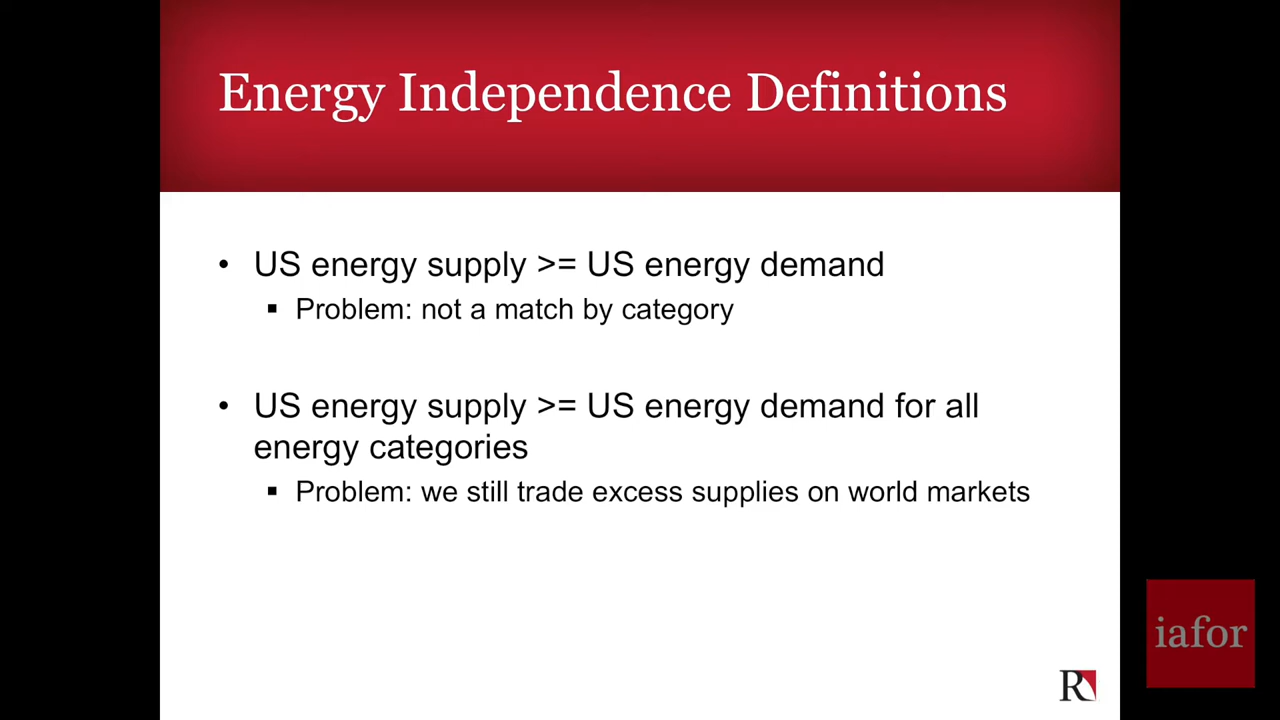 Energy Independence Definitions
• US energy supply >= US energy demand
▪ Problem: not a match by category
• US energy supply >= US energy demand for all
energy categories
▪ Problem: we still trade excess supplies on world markets
iafor
R